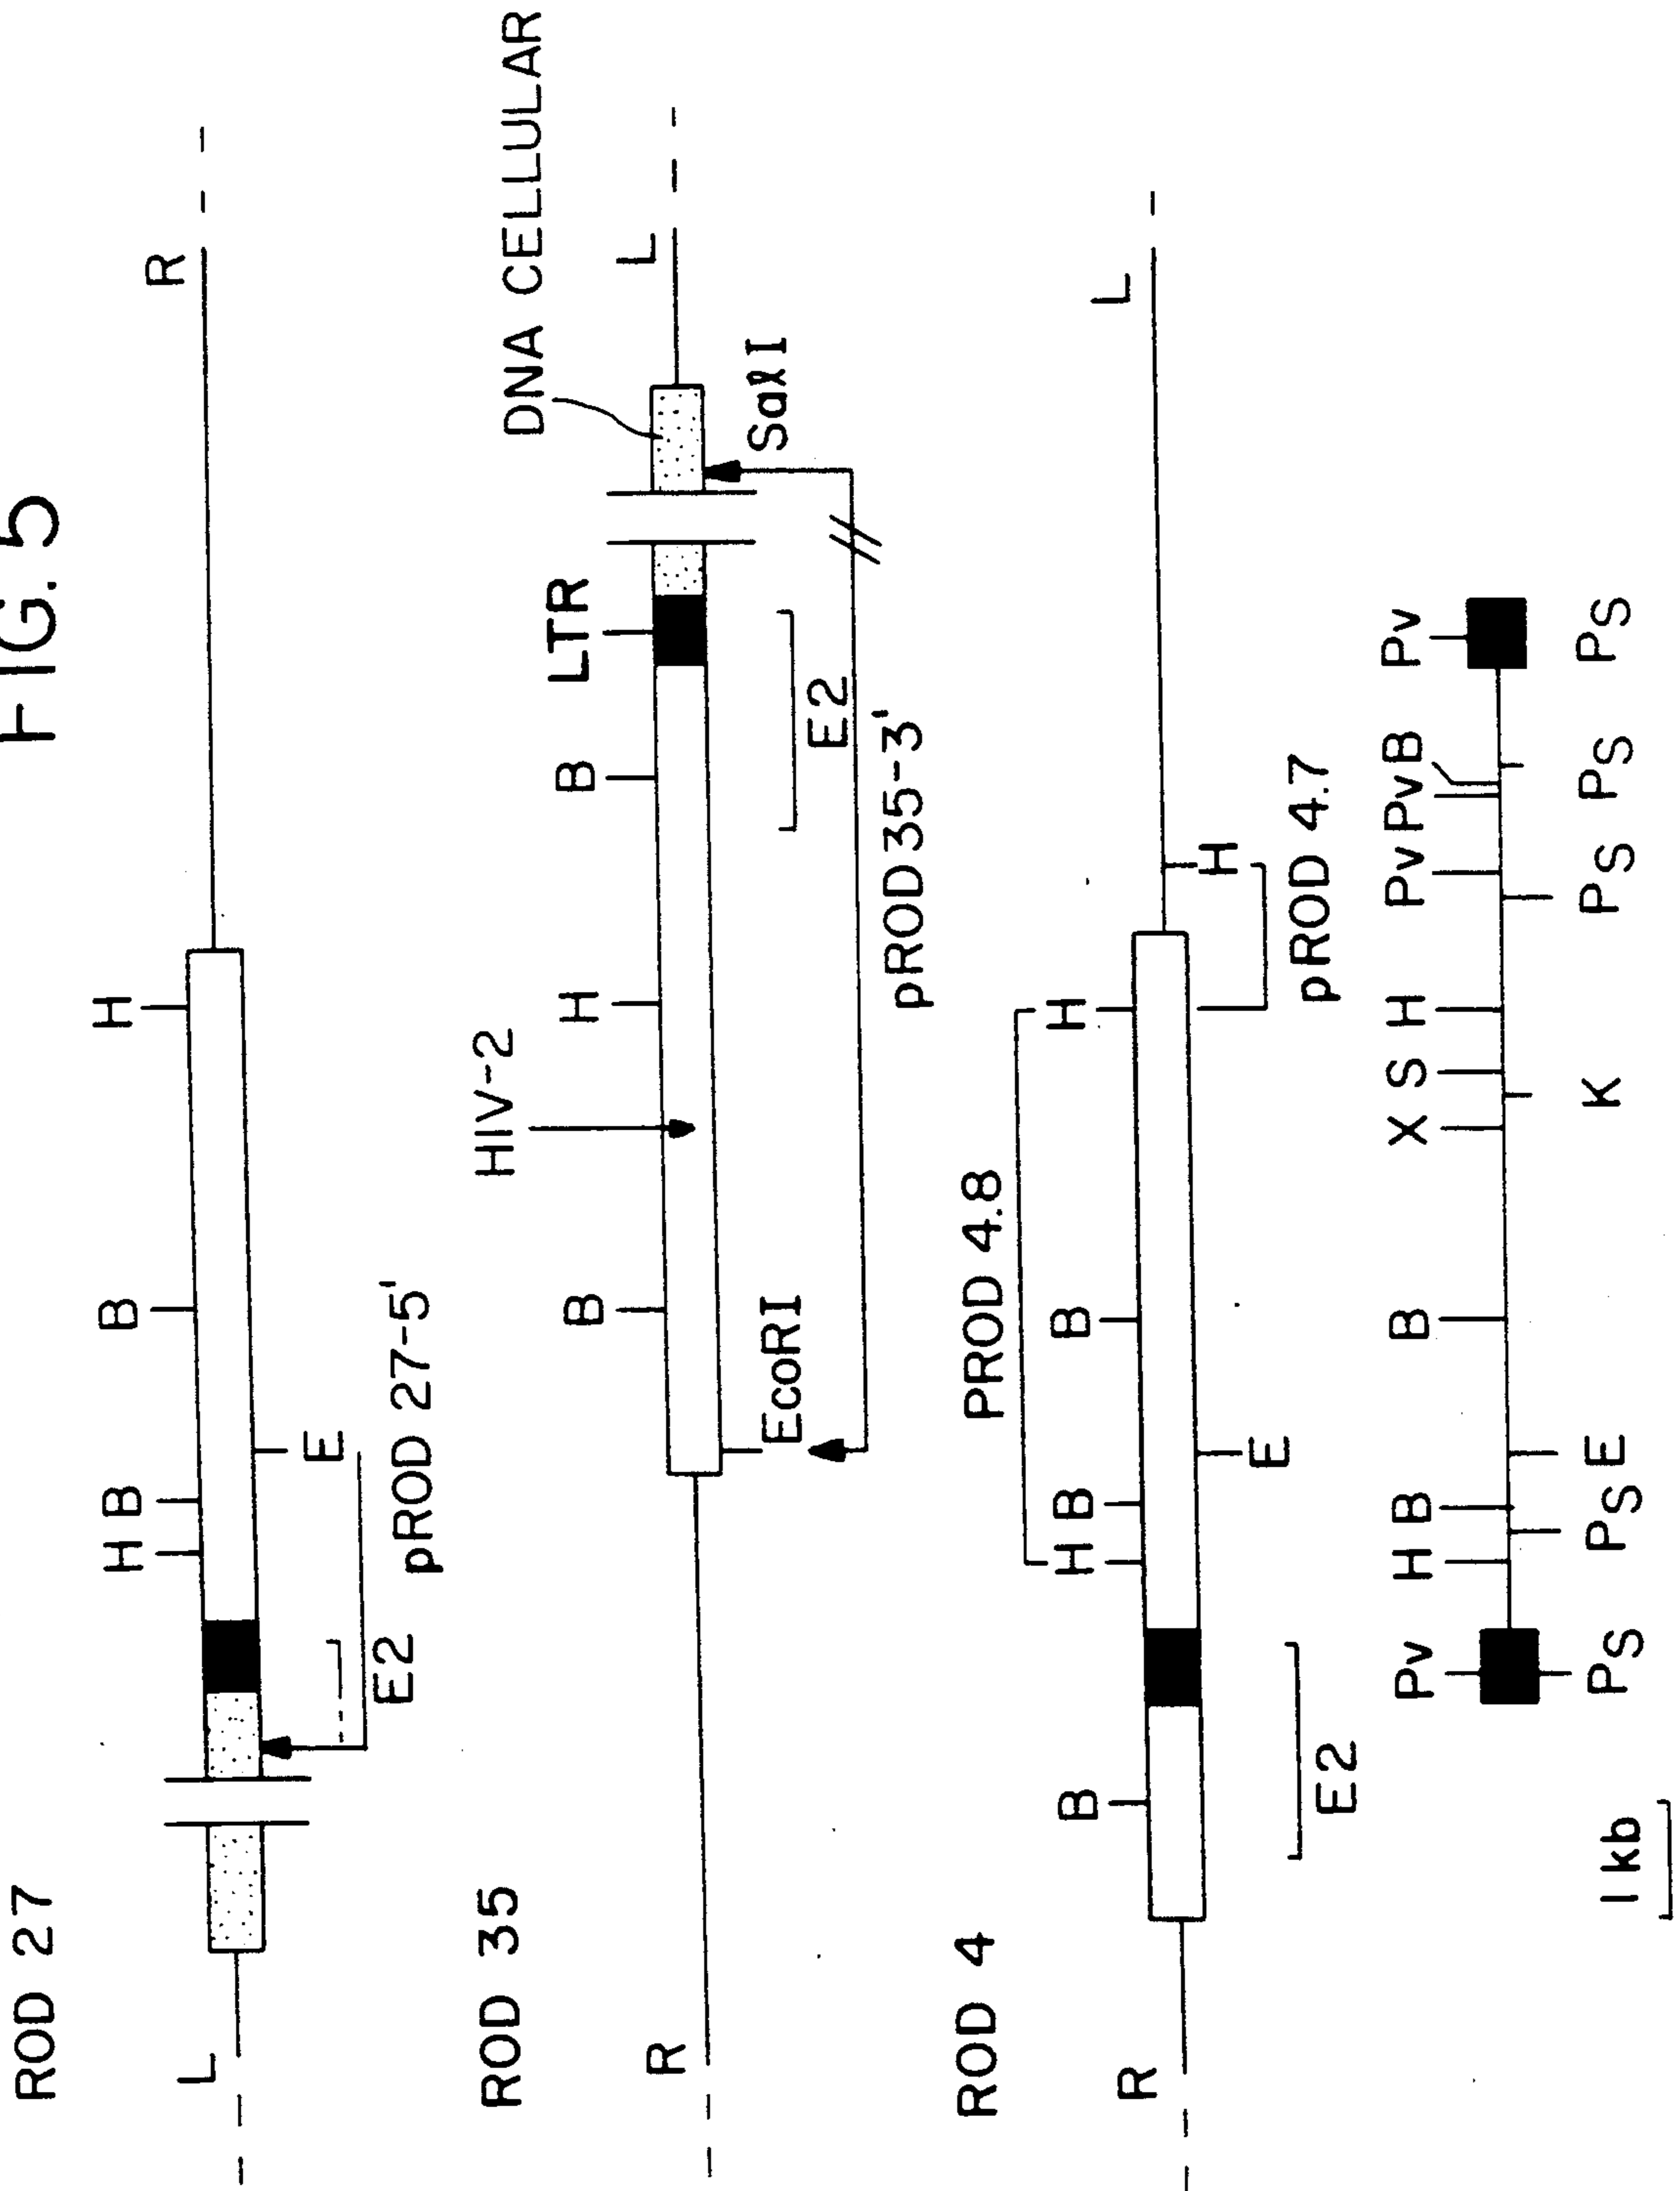 FIG. 5
ROD 27
H B B H
L R
E
E2
pROD 27-5'
ROD 35
HIV-2
DNA CELLULAR
B H B LTR
R L
EcoRI SalI
E2
pROD 35-3'
ROD 4
PROD 4.8
B H B B H
R L
E H
E2
pROD 4.7
Pv H B B X S H Pv Pv B Pv
PS PS E K PS PS PS
1 kb